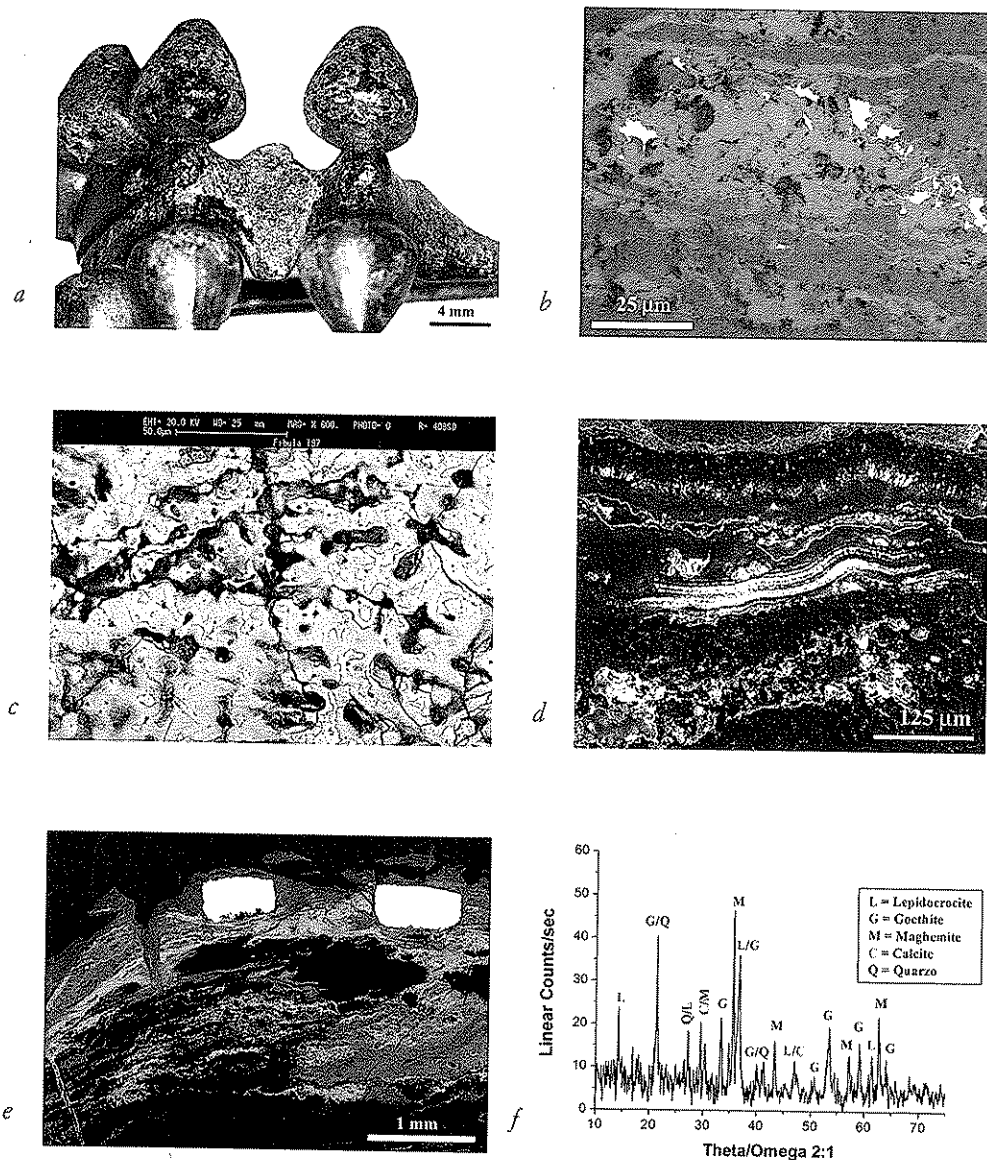 a
4 mm
b
25 µm
EHT= 20.0 KV WD= 25 mm MAG= X 600. PHOTO= 0 R= 4QBSD
50.0µm
Fibula 197
c
d
125 µm
e
1 mm
f
60
50
40
30
20
10
0
Linear Counts/sec
L
G/Q
Q/L
C/M
G
M
L/G
G/Q
M
L/C
G
G
M
G
L
M
G
L = Lepidocrocite
G = Goethite
M = Maghemite
C = Calcite
Q = Quarzo
10 20 30 40 50 60 70
Theta/Omega 2:1